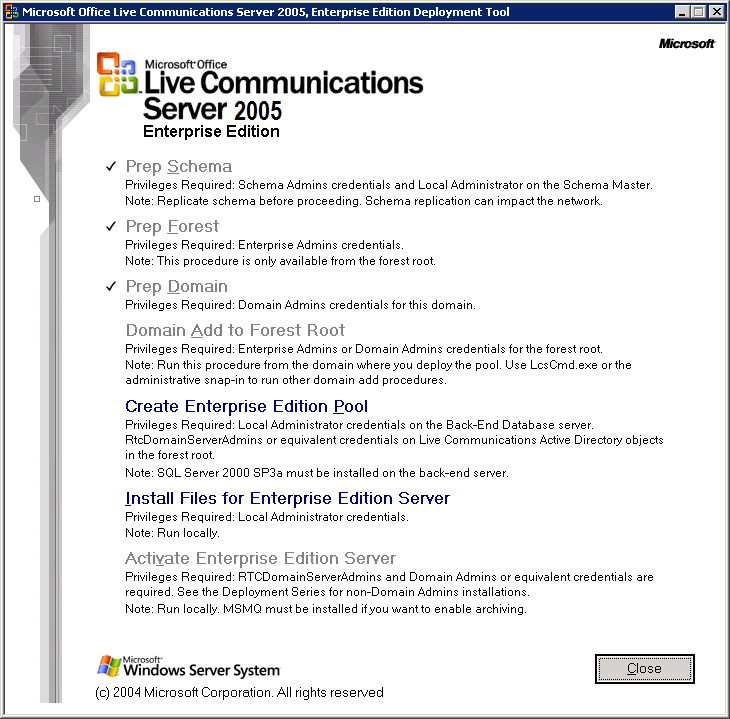 Microsoft Office Live Communications Server 2005, Enterprise Edition Deployment Tool
Microsoft
Microsoft Office
Live Communications
Server 2005
Enterprise Edition
✓ Prep Schema
Privileges Required: Schema Admins credentials and Local Administrator on the Schema Master.
Note: Replicate schema before proceeding. Schema replication can impact the network.
✓ Prep Forest
Privileges Required: Enterprise Admins credentials.
Note: This procedure is only available from the forest root.
✓ Prep Domain
Privileges Required: Domain Admins credentials for this domain.
Domain Add to Forest Root
Privileges Required: Enterprise Admins or Domain Admins credentials for the forest root.
Note: Run this procedure from the domain where you deploy the pool. Use LcsCmd.exe or the
administrative snap-in to run other domain add procedures.
Create Enterprise Edition Pool
Privileges Required: Local Administrator credentials on the Back-End Database server.
RtcDomainServerAdmins or equivalent credentials on Live Communications Active Directory objects
in the forest root.
Note: SQL Server 2000 SP3a must be installed on the back-end server.
Install Files for Enterprise Edition Server
Privileges Required: Local Administrator credentials.
Note: Run locally.
Activate Enterprise Edition Server
Privileges Required: RTCDomainServerAdmins and Domain Admins or equivalent credentials are
required. See the Deployment Series for non-Domain Admins installations.
Note: Run locally. MSMQ must be installed if you want to enable archiving.
Microsoft
Windows Server System
Close
(c) 2004 Microsoft Corporation. All rights reserved